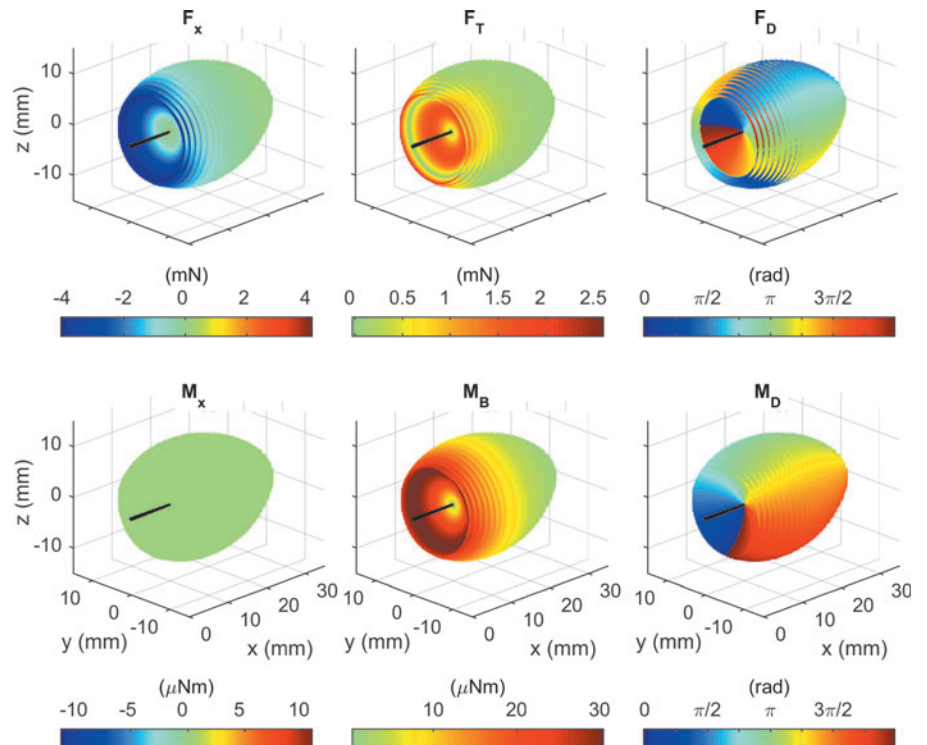 F_x F_T F_D
10
0
-10
z (mm)
(mN) (mN) (rad)
-4 -2 0 2 4 0 0.5 1 1.5 2 2.5 0 π/2 π 3π/2
M_x M_B M_D
10
0
-10
z (mm)
10 0 -10 0 10 20 30 10 0 -10 0 10 20 30 10 0 -10 0 10 20 30
y (mm) x (mm) y (mm) x (mm) y (mm) x (mm)
(μNm) (μNm) (rad)
-10 -5 0 5 10 10 20 30 0 π/2 π 3π/2